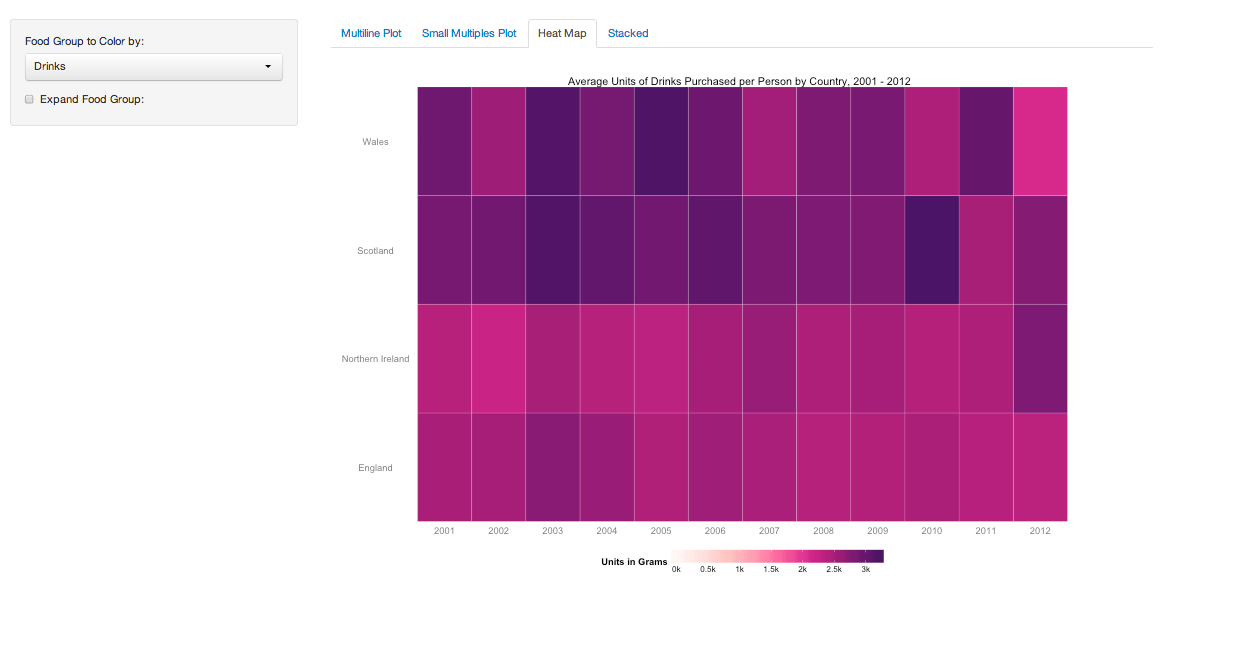 Food Group to Color by:
Drinks
Expand Food Group:
Multiline Plot Small Multiples Plot Heat Map Stacked
Average Units of Drinks Purchased per Person by Country, 2001 - 2012
Wales
Scotland
Northern Ireland
England
2001 2002 2003 2004 2005 2006 2007 2008 2009 2010 2011 2012
Units in Grams
0k 0.5k 1k 1.5k 2k 2.5k 3k